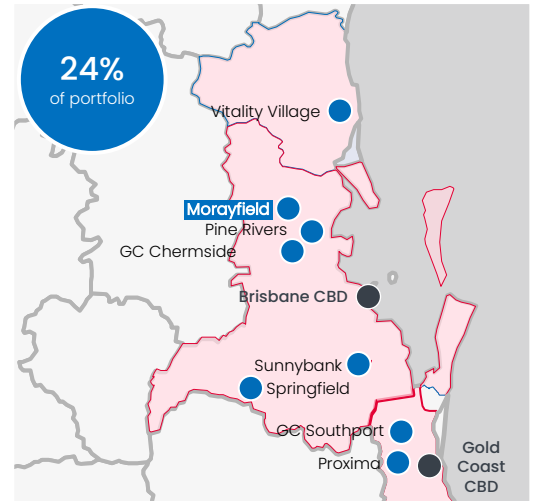 24%
of portfolio
Vitality Village
Morayfield
Pine Rivers
GC Chermside
Brisbane CBD
Sunnybank
Springfield
GC Southport
Proxima
Gold
Coast
CBD